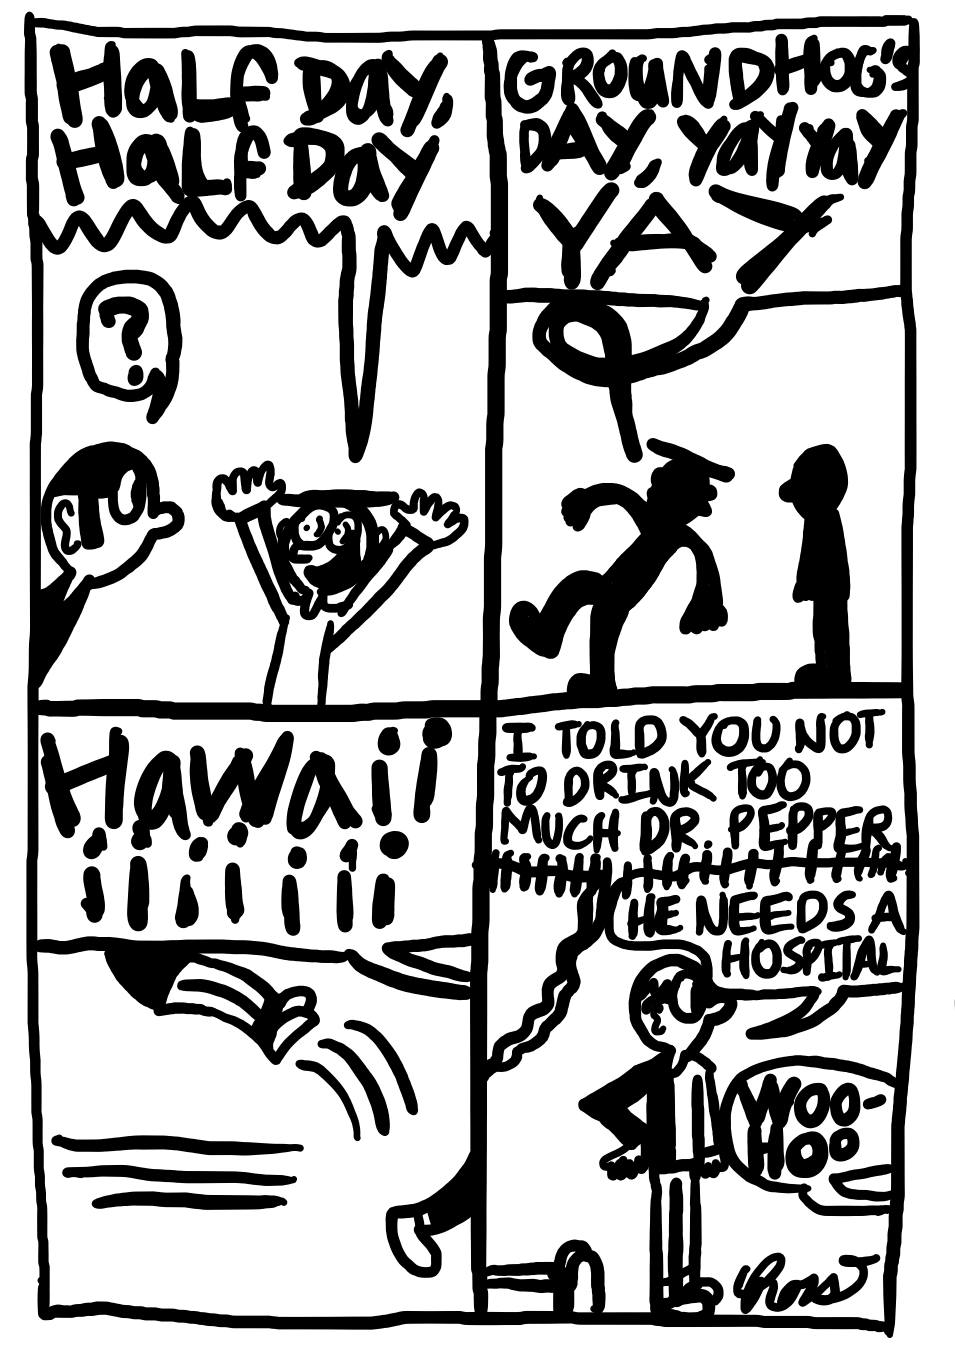 HaLf Day,
HaLf Day
?
GROUNDHOG'S
DAY, yay yay
YAY
Hawaii
¡¡¡¡¡¡¡
I TOLD YOU NOT
TO DRINK TOO
MUCH DR. PEPPER
HE NEEDS A
HOSPITAL
WOO-
HOO
Ross